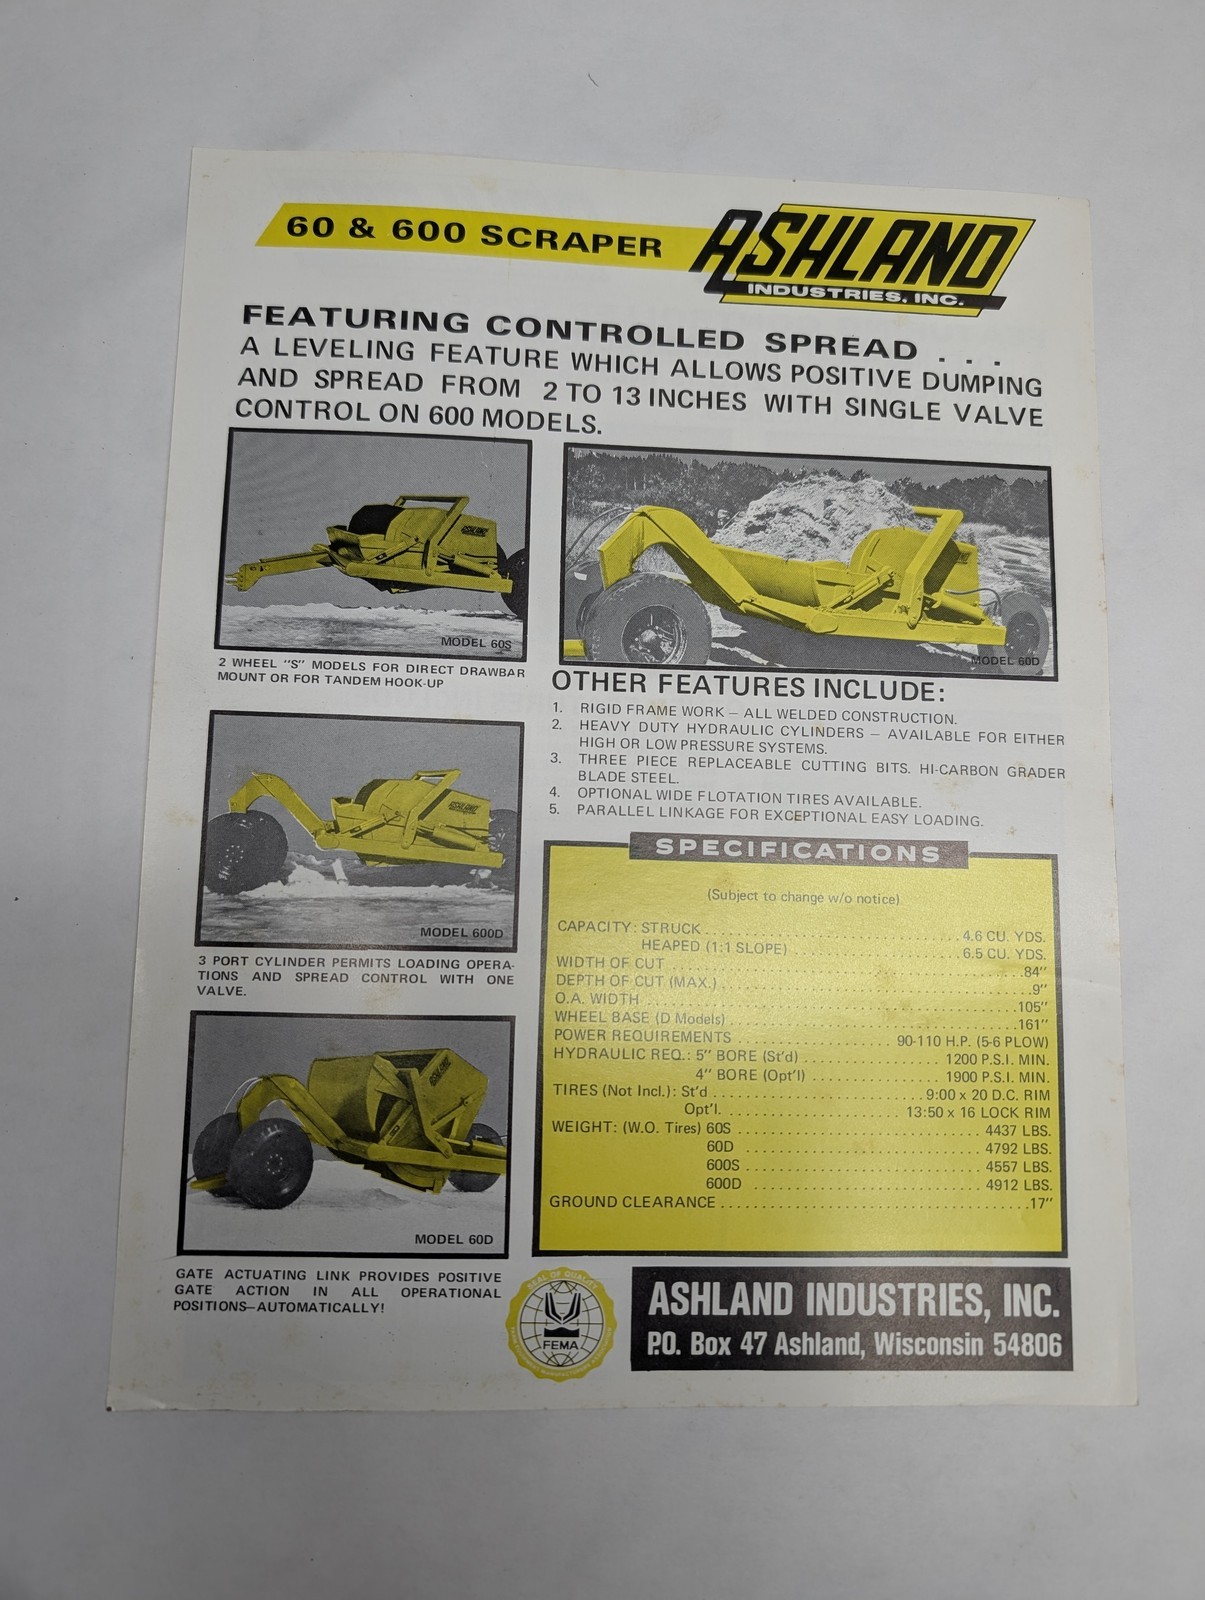 60 & 600 SCRAPER
ASHLAND
INDUSTRIES, INC.
FEATURING CONTROLLED SPREAD . . .
A LEVELING FEATURE WHICH ALLOWS POSITIVE DUMPING
AND SPREAD FROM 2 TO 13 INCHES WITH SINGLE VALVE
CONTROL ON 600 MODELS.
ASHLAND
MODEL 60S
2 WHEEL "S" MODELS FOR DIRECT DRAWBAR
MOUNT OR FOR TANDEM HOOK-UP
ASHLAND
MODEL 600D
3 PORT CYLINDER PERMITS LOADING OPERA-
TIONS AND SPREAD CONTROL WITH ONE
VALVE.
ASHLAND
MODEL 60D
GATE ACTUATING LINK PROVIDES POSITIVE
GATE ACTION IN ALL OPERATIONAL
POSITIONS—AUTOMATICALLY!
MODEL 60D
OTHER FEATURES INCLUDE:
1. RIGID FRAME WORK – ALL WELDED CONSTRUCTION.
2. HEAVY DUTY HYDRAULIC CYLINDERS – AVAILABLE FOR EITHER
HIGH OR LOW PRESSURE SYSTEMS.
3. THREE PIECE REPLACEABLE CUTTING BITS. HI-CARBON GRADER
BLADE STEEL.
4. OPTIONAL WIDE FLOTATION TIRES AVAILABLE.
5. PARALLEL LINKAGE FOR EXCEPTIONAL EASY LOADING.
SPECIFICATIONS
(Subject to change w/o notice)
CAPACITY: STRUCK . . . . . . . . 4.6 CU. YDS.
HEAPED (1:1 SLOPE) . . . . . . . . 6.5 CU. YDS.
WIDTH OF CUT . . . . . . . . 84"
DEPTH OF CUT (MAX.) . . . . . . . . 9"
O.A. WIDTH . . . . . . . . 105"
WHEEL BASE (D Models) . . . . . . . . 161"
POWER REQUIREMENTS . . . . . . . . 90-110 H.P. (5-6 PLOW)
HYDRAULIC REQ.: 5" BORE (St'd) . . . . . . . . 1200 P.S.I. MIN.
4" BORE (Opt'l) . . . . . . . . 1900 P.S.I. MIN.
TIRES (Not Incl.): St'd . . . . . . . . 9:00 x 20 D.C. RIM
Opt'l. . . . . . . . . 13:50 x 16 LOCK RIM
WEIGHT: (W.O. Tires) 60S . . . . . . . . 4437 LBS.
60D . . . . . . . . 4792 LBS.
600S . . . . . . . . 4557 LBS.
600D . . . . . . . . 4912 LBS.
GROUND CLEARANCE . . . . . . . . 17"
SEAL OF QUALITY
FEMA
ASHLAND INDUSTRIES, INC.
P.O. Box 47 Ashland, Wisconsin 54806